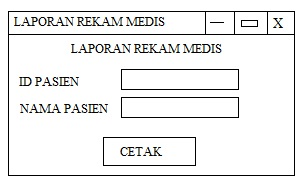 LAPORAN REKAM MEDIS X
LAPORAN REKAM MEDIS
ID PASIEN
NAMA PASIEN
CETAK